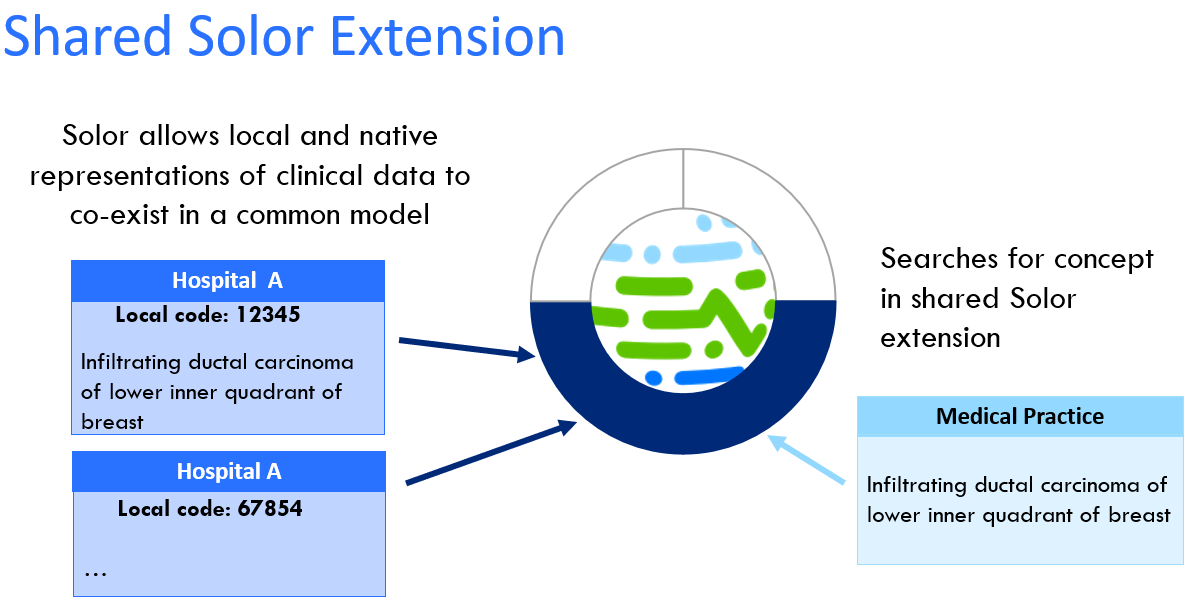 Shared Solor Extension
Solor allows local and native
representations of clinical data to
co-exist in a common model
Hospital A
Local code: 12345
Infiltrating ductal carcinoma
of lower inner quadrant of
breast
Hospital A
Local code: 67854
...
Searches for concept
in shared Solor
extension
Medical Practice
Infiltrating ductal carcinoma of
lower inner quadrant of breast